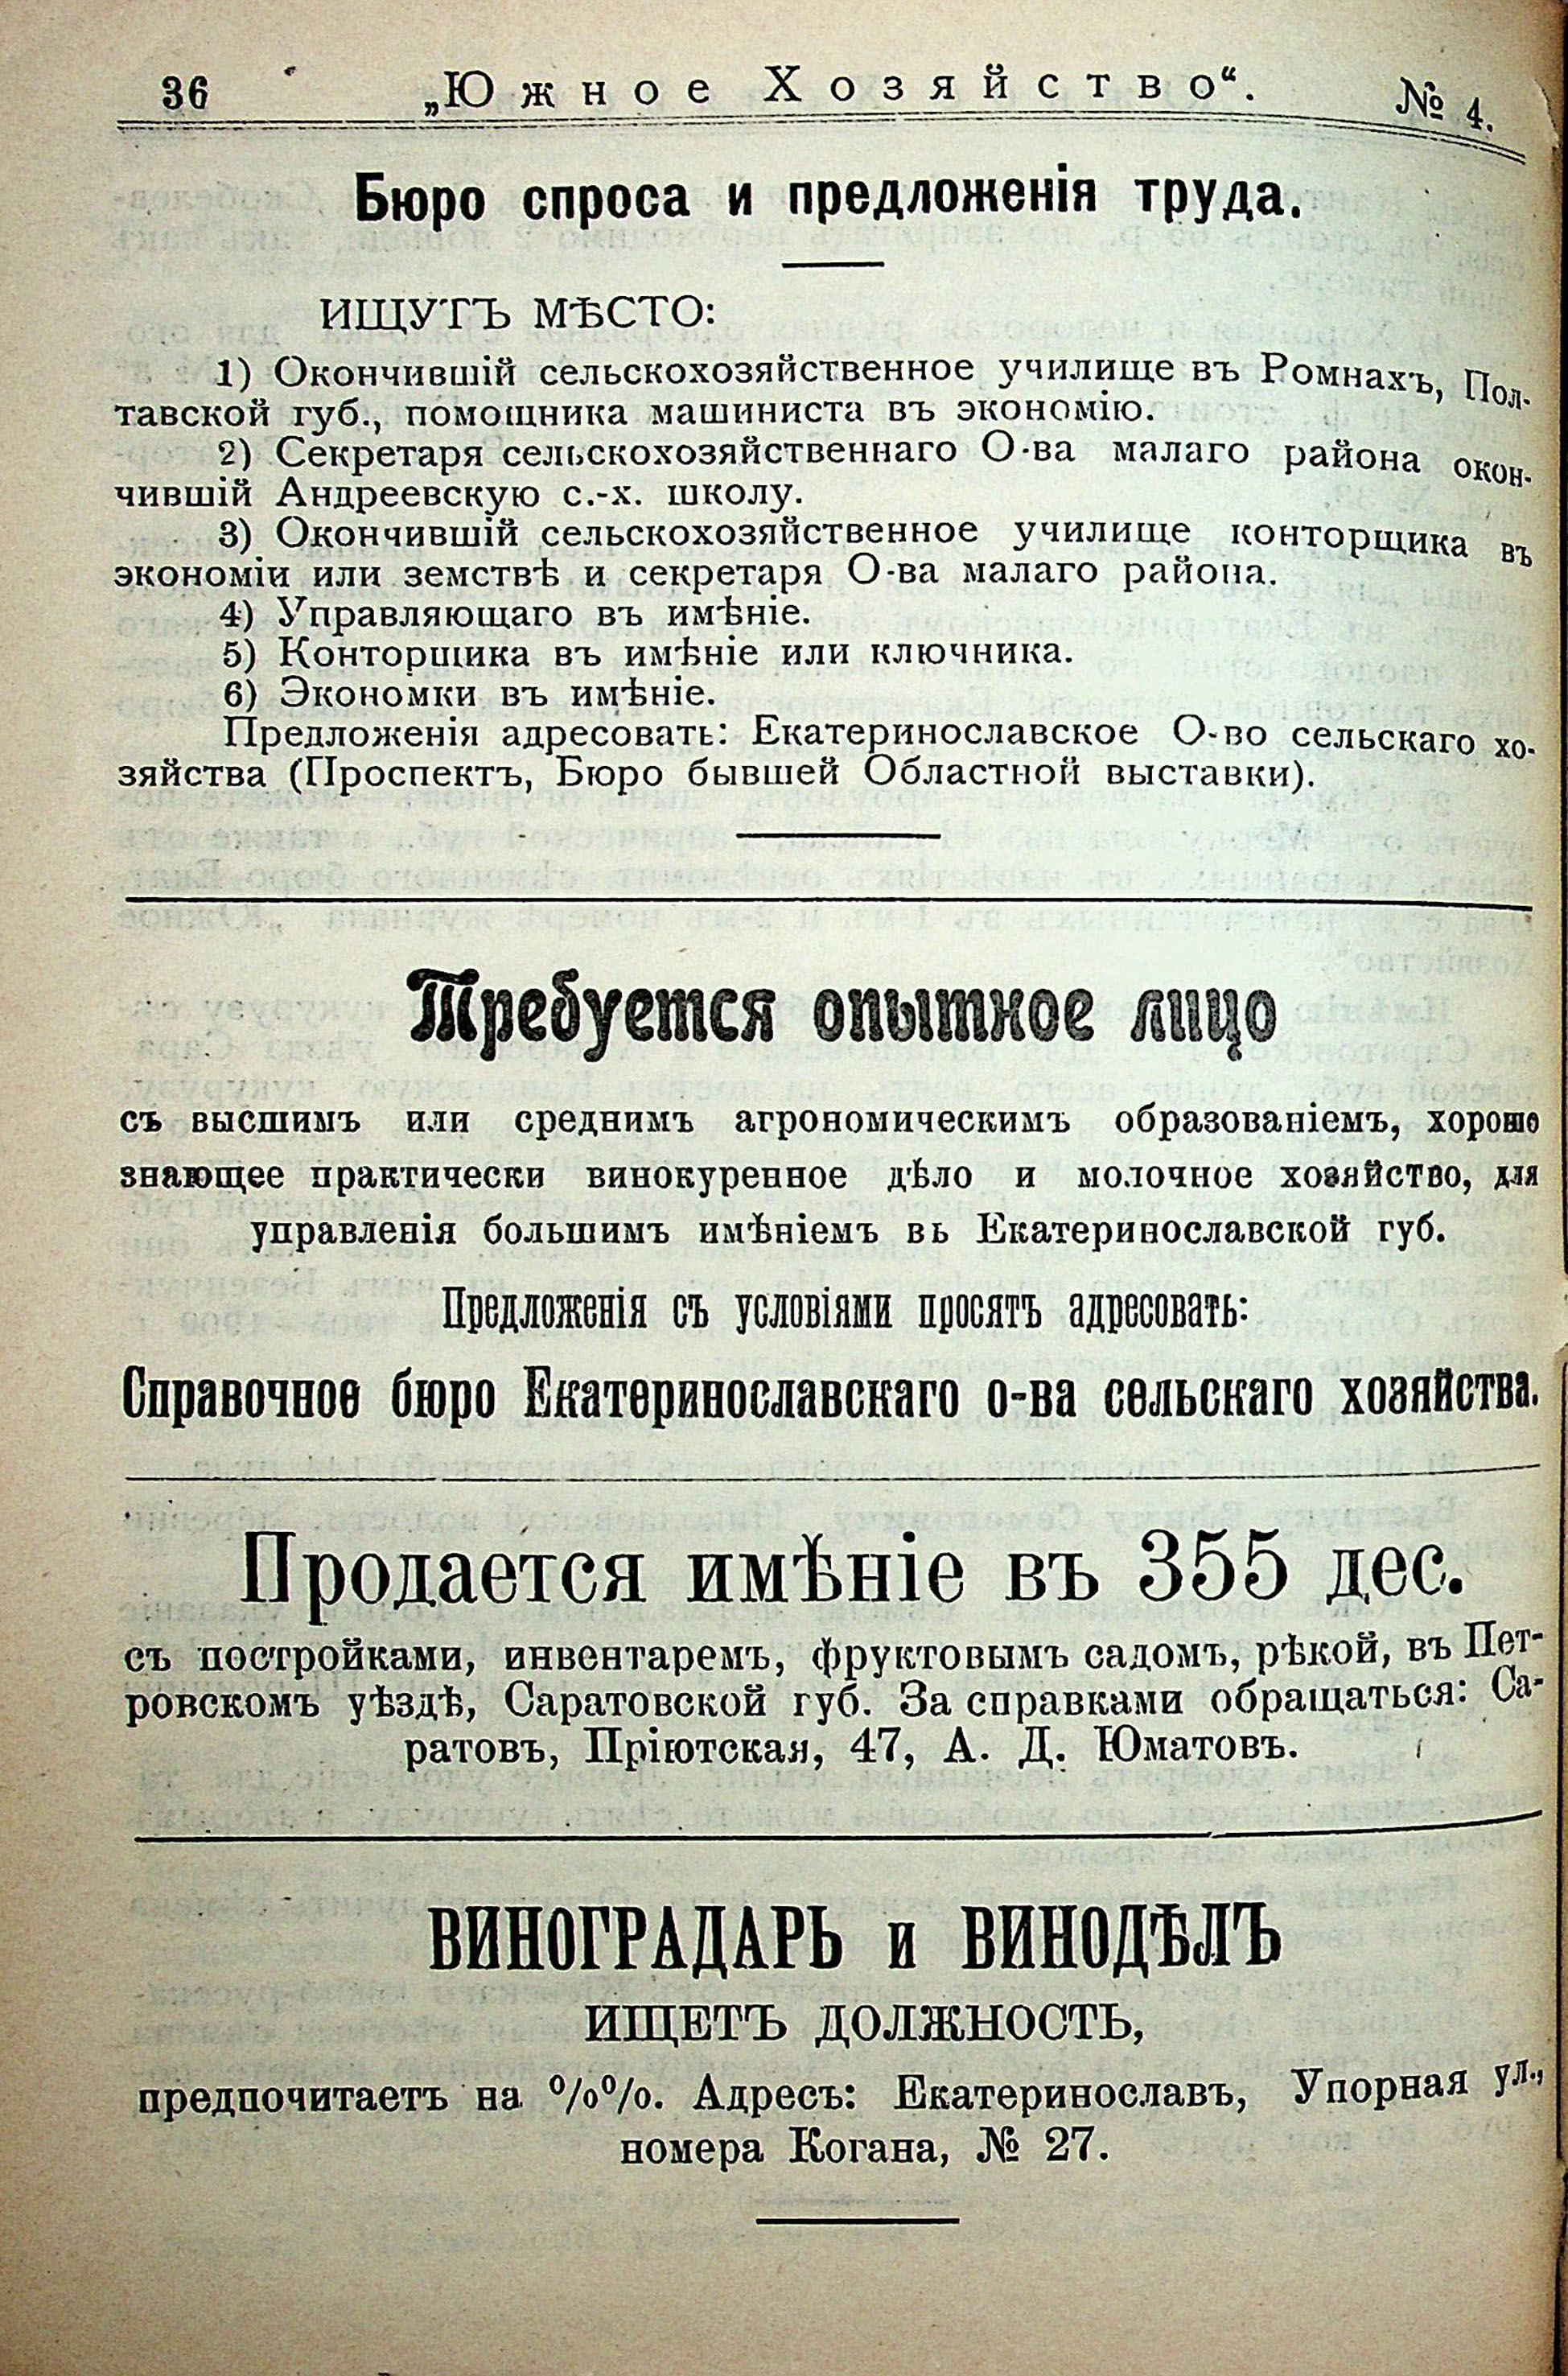 36 „Южное Хозяйство“. № 4.
Бюро спроса и предложенія труда.
ИЩУТЪ МѢСТО:
1) Окончившій сельскохозяйственное училище въ Ромнахъ, Пол-
тавской губ., помощника машиниста въ экономію.
2) Секретаря сельскохозяйственнаго О-ва малаго района окон-
чившій Андреевскую с.-х. школу.
3) Окончившій сельскохозяйственное училище конторщика въ
экономіи или земствѣ и секретаря О-ва малаго района.
4) Управляющаго въ имѣніе.
5) Конторщика въ имѣніе или ключника.
6) Экономки въ имѣніе.
Предложенія адресовать: Екатеринославское О-во сельскаго хо-
зяйства (Проспектъ, Бюро бывшей Областной выставки).
Требуется опытное лицо
съ высшимъ или среднимъ агрономическимъ образованіемъ, хорошо
знающее практически винокуренное дѣло и молочное хозяйство, для
управленія большимъ имѣніемъ вь Екатеринославской губ.
Предложенія съ условіями просятъ адресовать:
Справочное бюро Екатеринославскаго о-ва сельскаго хозяйства.
Продается имѣніе въ 355 дес.
съ постройками, инвентаремъ, фруктовымъ садомъ, рѣкой, въ Пет-
ровскомъ уѣздѣ, Саратовской губ. За справками обращаться: Са-
ратовъ, Пріютская, 47, А. Д. Юматовъ.
ВИНОГРАДАРЬ и ВИНОДѢЛЪ
ИЩЕТЪ ДОЛЖНОСТЬ,
предпочитаетъ на %%. Адресъ: Екатеринославъ, Упорная ул.,
номера Когана, № 27.